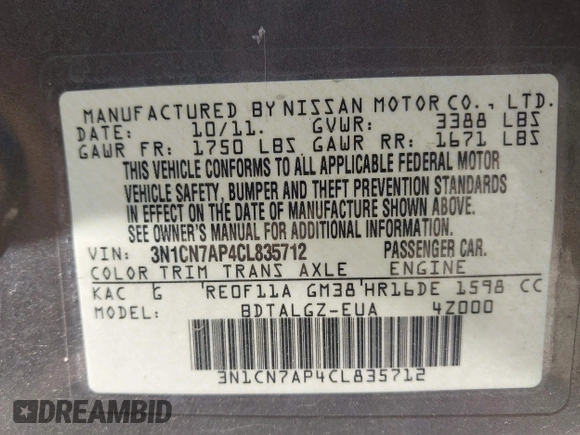 MANUFACTURED BY NISSAN MOTOR CO., LTD.
DATE: 10/11. GVWR: 3388 LBS
GAWR FR: 1750 LBS GAWR RR: 1671 LBS
THIS VEHICLE CONFORMS TO ALL APPLICABLE FEDERAL MOTOR
VEHICLE SAFETY, BUMPER AND THEFT PREVENTION STANDARDS
IN EFFECT ON THE DATE OF MANUFACTURE SHOWN ABOVE.
SEE OWNER'S MANUAL FOR ADDITIONAL INFORMATION.
VIN: 3N1CN7AP4CL835712 PASSENGER CAR.
COLOR TRIM TRANS AXLE ENGINE
KAC G RE0F11A GM38 HR16DE 1598 CC
MODEL: BDTALGZ-EUA 4Z000
3N1CN7AP4CL835712
DREAMBID